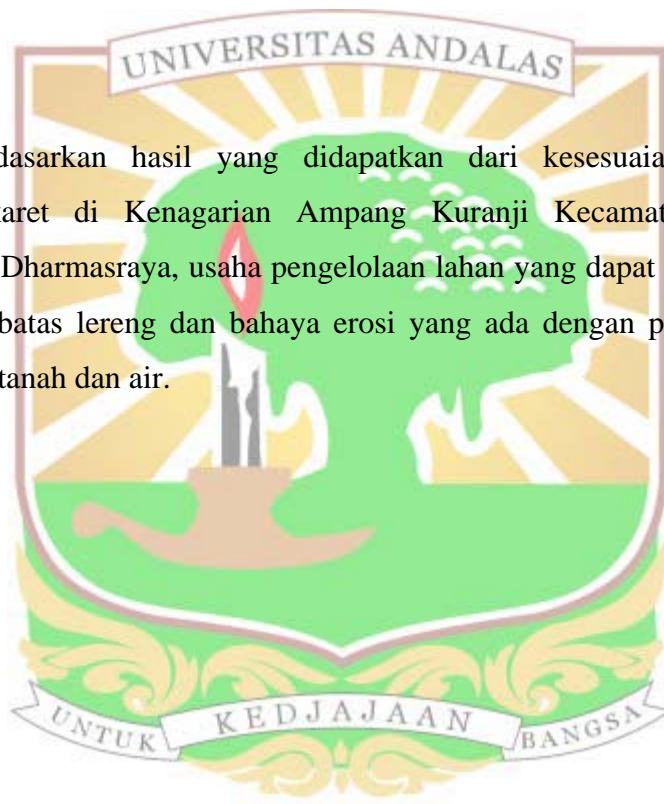 UNIVERSITAS ANDALAS
dasarkan hasil yang didapatkan dari kesesuaia
karet di Kenagarian Ampang Kuranji Kecamat
Dharmasraya, usaha pengelolaan lahan yang dapat
batas lereng dan bahaya erosi yang ada dengan p
tanah dan air.
UNTUK KEDJAJAAN BANGSA